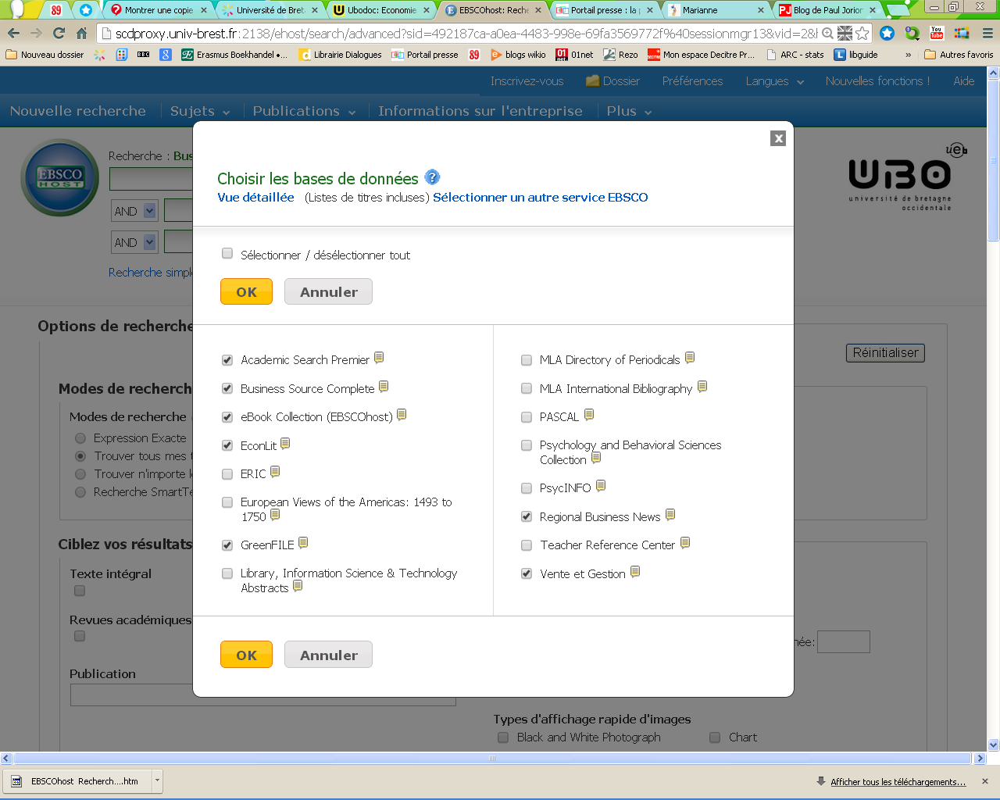 89
Montrer une copie
Université de Bret
Ubodoc: Economie
EBSCOhost: Reche
Portail presse : la p
Marianne
Blog de Paul Jorion
scdproxy.univ-brest.fr:2138/ehost/search/advanced?sid=492187ca-a0ea-4483-998e-69fa3569772f%40sessionmgr13&vid=2&h
Nouveau dossier
BBC
Erasmus Boekhandel •...
Librairie Dialogues
Portail presse
89
blogs wikio
01net
Rezo
Mon espace Decitre Pr...
ARC - stats
libguide
»
Autres favoris
Inscrivez-vous
Dossier
Préférences
Langues
Nouvelles fonctions !
Aide
Nouvelle recherche
Sujets
Publications
Informations sur l'entreprise
Plus
EBSCO
HOST
Recherche : Bus
AND
AND
Recherche simpl
ueb
UBO
université de bretagne
occidentale
x
Choisir les bases de données ?
Vue détaillée (Listes de titres incluses) Sélectionner un autre service EBSCO
Sélectionner / désélectionner tout
OK Annuler
Academic Search Premier
Business Source Complete
eBook Collection (EBSCOhost)
EconLit
ERIC
European Views of the Americas: 1493 to
1750
GreenFILE
Library, Information Science & Technology
Abstracts
MLA Directory of Periodicals
MLA International Bibliography
PASCAL
Psychology and Behavioral Sciences
Collection
PsycINFO
Regional Business News
Teacher Reference Center
Vente et Gestion
OK Annuler
Options de recherche
Réinitialiser
Modes de recherch
Modes de recherche
Expression Exacte
Trouver tous mes t
Trouver n'importe l
Recherche SmartTe
Ciblez vos résultats
Texte intégral
Revues académiques
Publication
née:
Types d'affichage rapide d'images
Black and White Photograph
Chart
EBSCOhost Recherch....htm
Afficher tous les téléchargements...